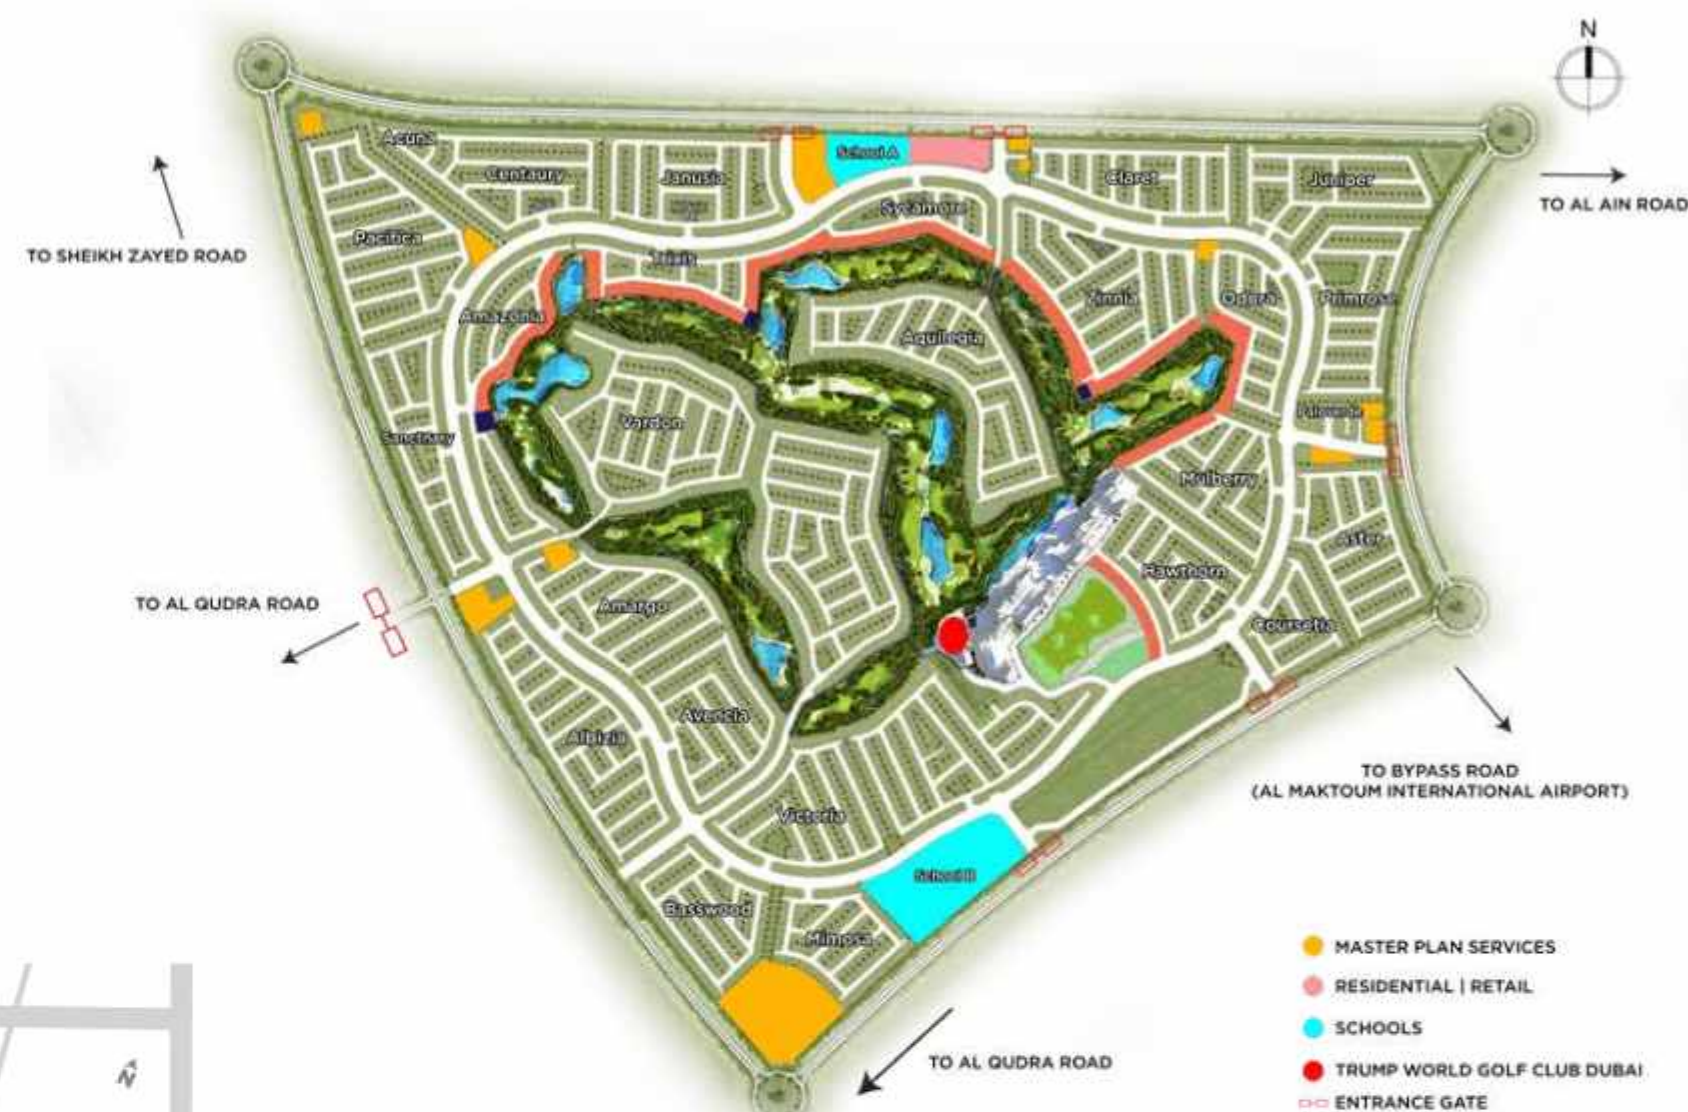 N
TO SHEIKH ZAYED ROAD
TO AL AIN ROAD
TO AL QUDRA ROAD
TO BYPASS ROAD
(AL MAKTOUM INTERNATIONAL AIRPORT)
TO AL QUDRA ROAD
Acuna
Centaury
Janusia
School A
Claret
Juniper
Pacifica
Trixis
Sycamore
Amazonia
Aquilegia
Zinnia
Odora
Primrose
Sanctnary
Vardon
Mulberry
Aster
Amargo
Hawthorn
Coursetia
Albizia
Avencia
Victoria
School B
Basswood
Mimosa
MASTER PLAN SERVICES
RESIDENTIAL | RETAIL
SCHOOLS
TRUMP WORLD GOLF CLUB DUBAI
ENTRANCE GATE
N